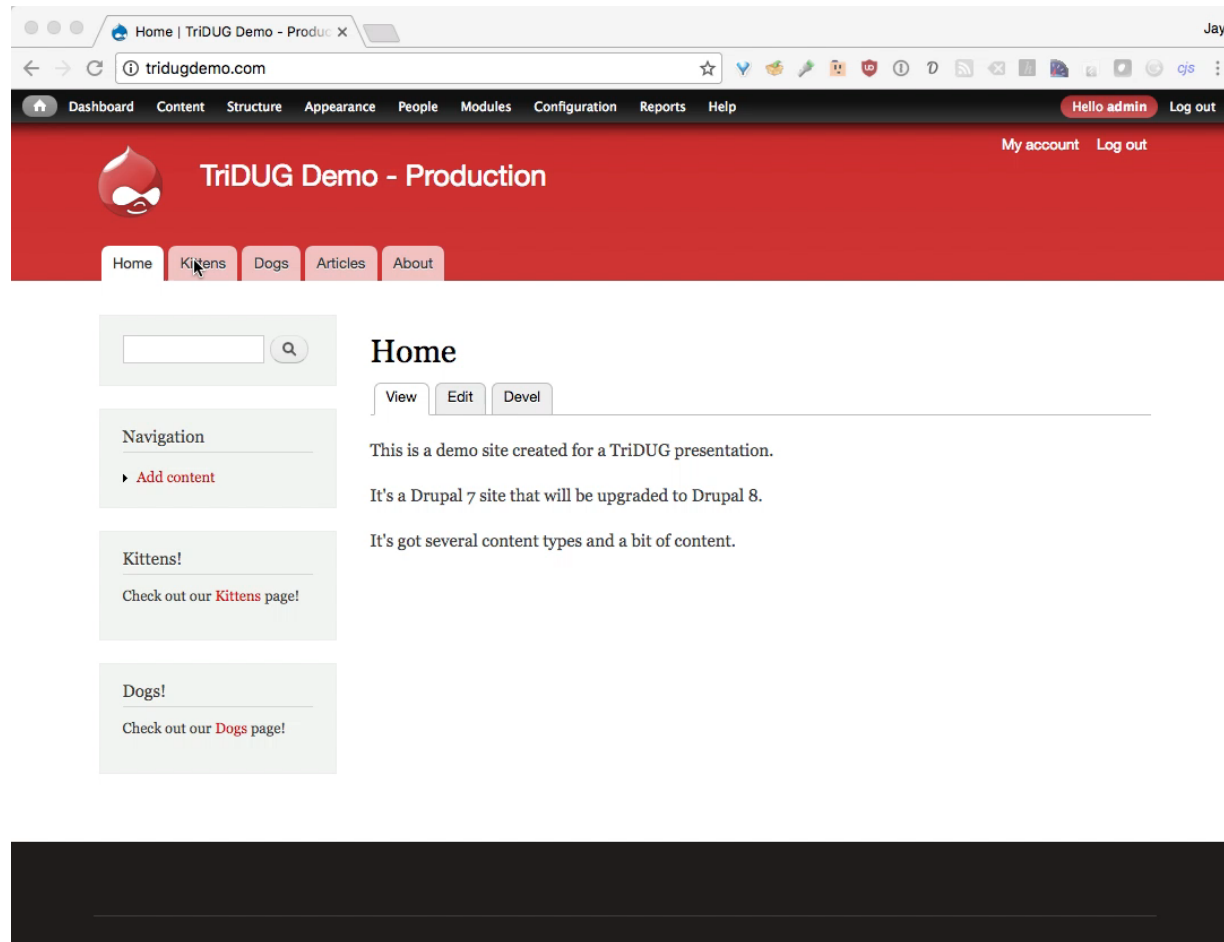 Home | TriDUG Demo - Produc
Jay
tridugdemo.com
cjs
Dashboard Content Structure Appearance People Modules Configuration Reports Help Hello admin Log out
My account Log out
TriDUG Demo - Production
Home Kittens Dogs Articles About
Home
View Edit Devel
Navigation
Add content
This is a demo site created for a TriDUG presentation.
It's a Drupal 7 site that will be upgraded to Drupal 8.
It's got several content types and a bit of content.
Kittens!
Check out our Kittens page!
Dogs!
Check out our Dogs page!